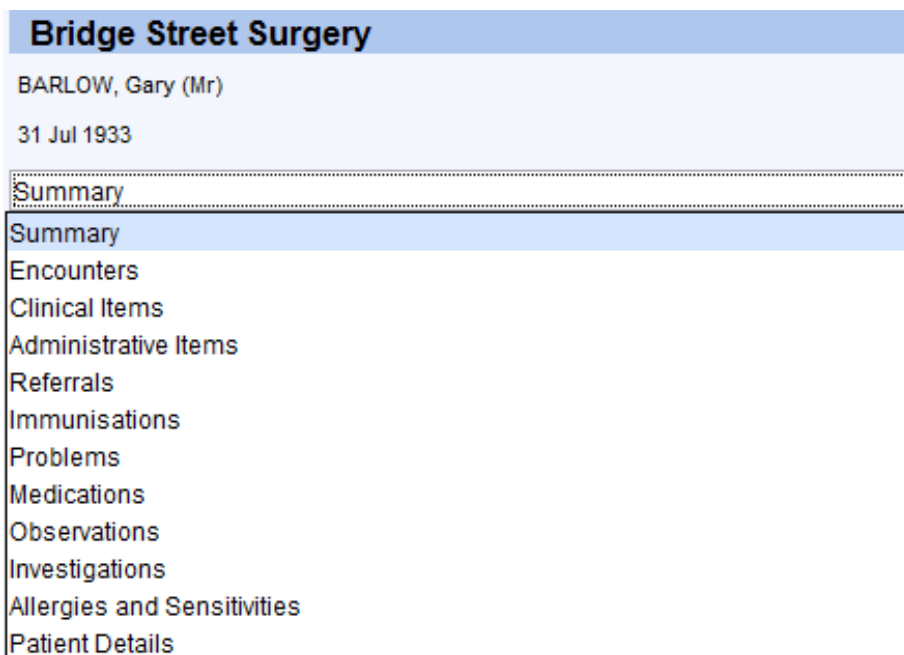 Bridge Street Surgery
BARLOW, Gary (Mr)
31 Jul 1933
Summary
Summary
Encounters
Clinical Items
Administrative Items
Referrals
Immunisations
Problems
Medications
Observations
Investigations
Allergies and Sensitivities
Patient Details